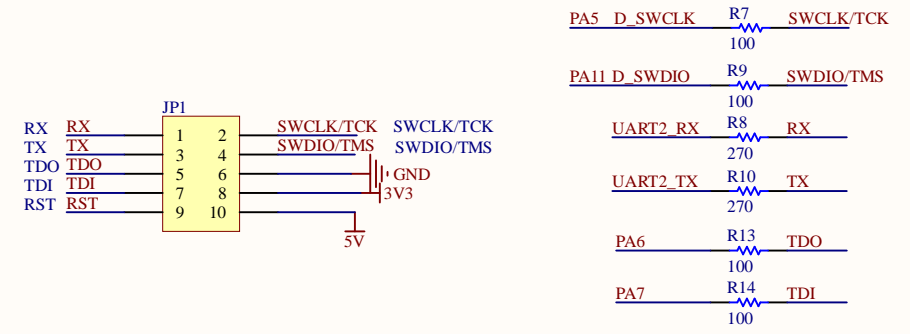 JP1
RX RX 1 2 SWCLK/TCK SWCLK/TCK
TX TX 3 4 SWDIO/TMS SWDIO/TMS
TDO TDO 5 6 GND
TDI TDI 7 8 3V3
RST RST 9 10
5V
PA5 D_SWCLK R7 SWCLK/TCK
100
PA11 D_SWDIO R9 SWDIO/TMS
100
UART2_RX R8 RX
270
UART2_TX R10 TX
270
PA6 R13 TDO
100
PA7 R14 TDI
100